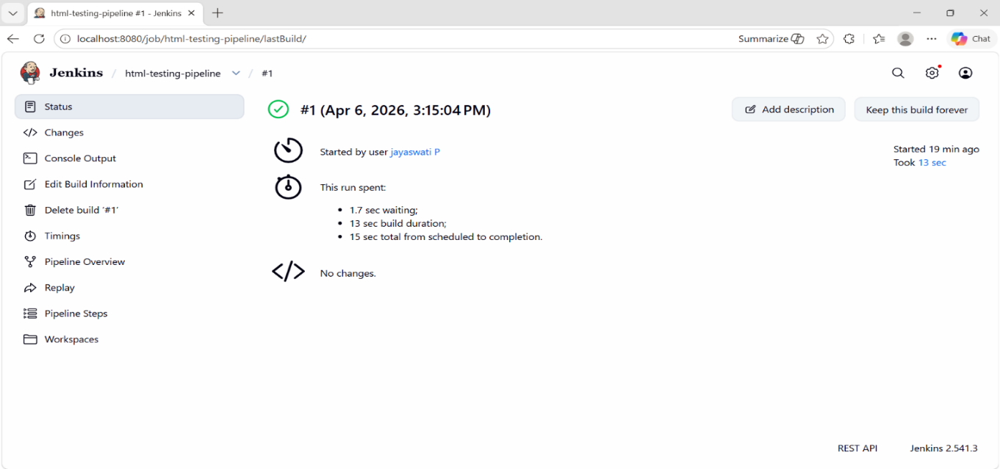 html-testing-pipeline #1 - Jenkins
localhost:8080/job/html-testing-pipeline/lastBuild/
Summarize
Chat
Jenkins / html-testing-pipeline / #1
Status
Changes
Console Output
Edit Build Information
Delete build ‘#1’
Timings
Pipeline Overview
Replay
Pipeline Steps
Workspaces
#1 (Apr 6, 2026, 3:15:04 PM)
Add description
Keep this build forever
Started by user jayaswati P
Started 19 min ago
Took 13 sec
This run spent:
• 1.7 sec waiting;
• 13 sec build duration;
• 15 sec total from scheduled to completion.
No changes.
REST API
Jenkins 2.541.3